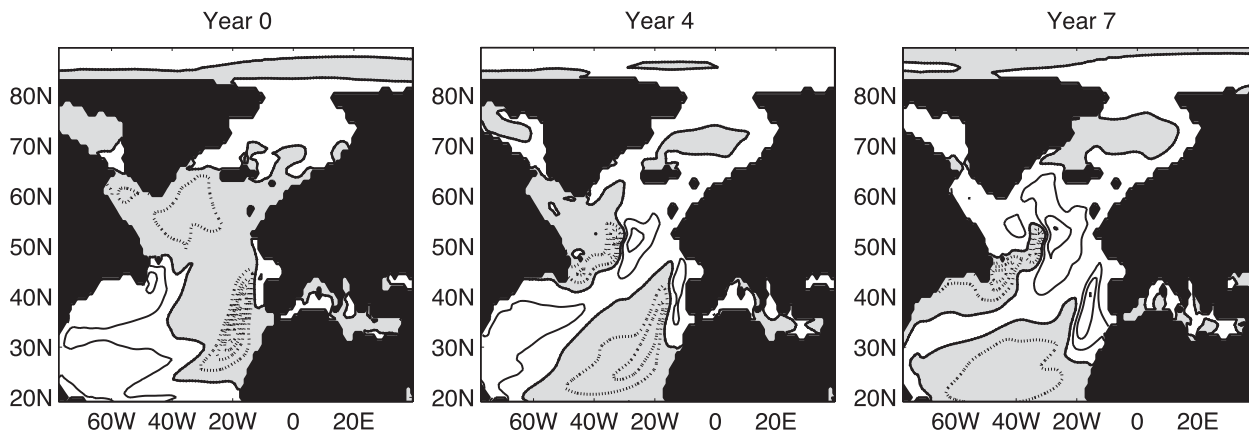 Year 0 Year 4 Year 7
80N 80N 80N
70N 70N 70N
60N 60N 60N
50N 50N 50N
40N 40N 40N
30N 30N 30N
20N 20N 20N
60W 40W 20W 0 20E 60W 40W 20W 0 20E 60W 40W 20W 0 20E